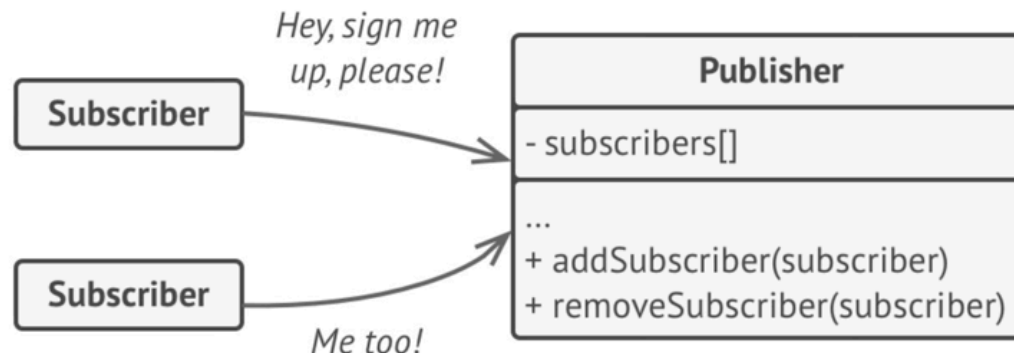 Hey, sign me
up, please!
Subscriber
Publisher
- subscribers[]
...
+ addSubscriber(subscriber)
+ removeSubscriber(subscriber)
Subscriber
Me too!